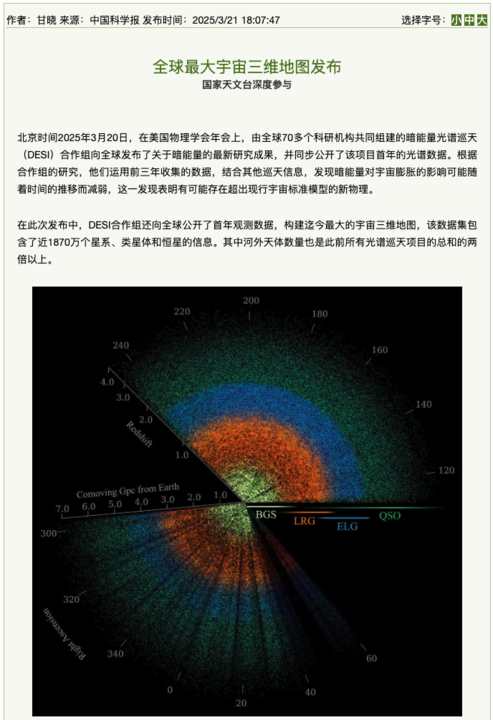 作者：甘晓 来源：中国科学报 发布时间：2025/3/21 18:07:47 选择字号：小 中 大
全球最大宇宙三维地图发布
国家天文台深度参与
北京时间2025年3月20日，在美国物理学会年会上，由全球70多个科研机构共同组建的暗能量光谱巡天
（DESI）合作组向全球发布了关于暗能量的最新研究成果，并同步公开了该项目首年的光谱数据。根据
合作组的研究，他们运用前三年收集的数据，结合其他巡天信息，发现暗能量对宇宙膨胀的影响可能随
着时间的推移而减弱，这一发现表明有可能存在超出现行宇宙标准模型的新物理。
在此次发布中，DESI合作组还向全球公开了首年观测数据，构建迄今最大的宇宙三维地图，该数据集包
含了近1870万个星系、类星体和恒星的信息。其中河外天体数量也是此前所有光谱巡天项目的总和的两
倍以上。
200
220 180
240 160
4.0
3.0
2.0 140
Redshift
1.0
120
Comoving Gpc from Earth
7.0 6.0 5.0 4.0 3.0 2.0 1.0
BGS QSO
LRG
ELG
300
320
Right Ascension
340 60
0 40
20